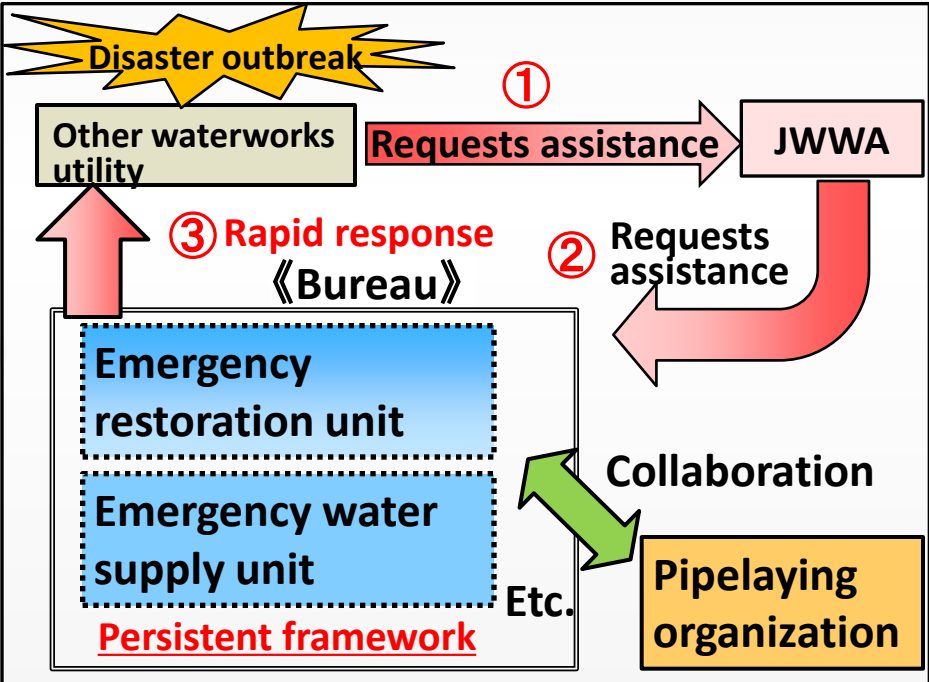 Disaster outbreak
①
Other waterworks
utility
Requests assistance
JWWA
③ Rapid response
② Requests
assistance
《Bureau》
Emergency
restoration unit
Collaboration
Emergency water
supply unit
Etc.
Pipelaying
organization
Persistent framework